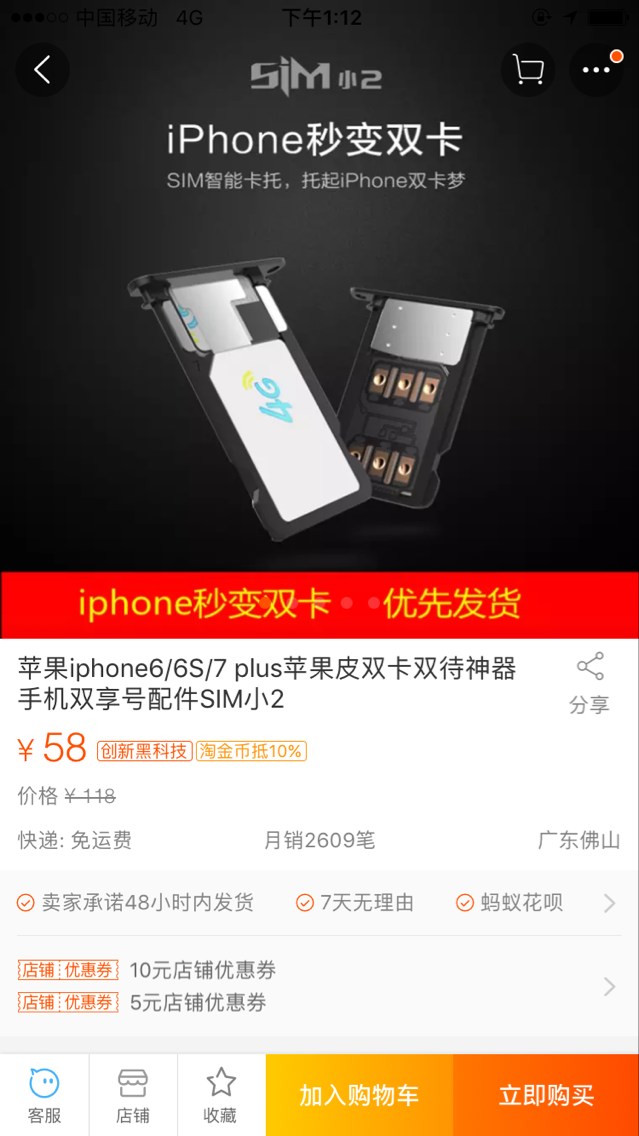 中国移动 4G 下午1:12
SIM小2
iPhone秒变双卡
SIM智能卡托，托起iPhone双卡梦
4G
iphone秒变双卡 优先发货
苹果iphone6/6S/7 plus苹果皮双卡双待神器
手机双享号配件SIM小2
分享
¥ 58 创新黑科技 淘金币抵10%
价格 ¥ 118
快递: 免运费 月销2609笔 广东佛山
卖家承诺48小时内发货 7天无理由 蚂蚁花呗
店铺优惠券 10元店铺优惠券
店铺优惠券 5元店铺优惠券
客服 店铺 收藏 加入购物车 立即购买